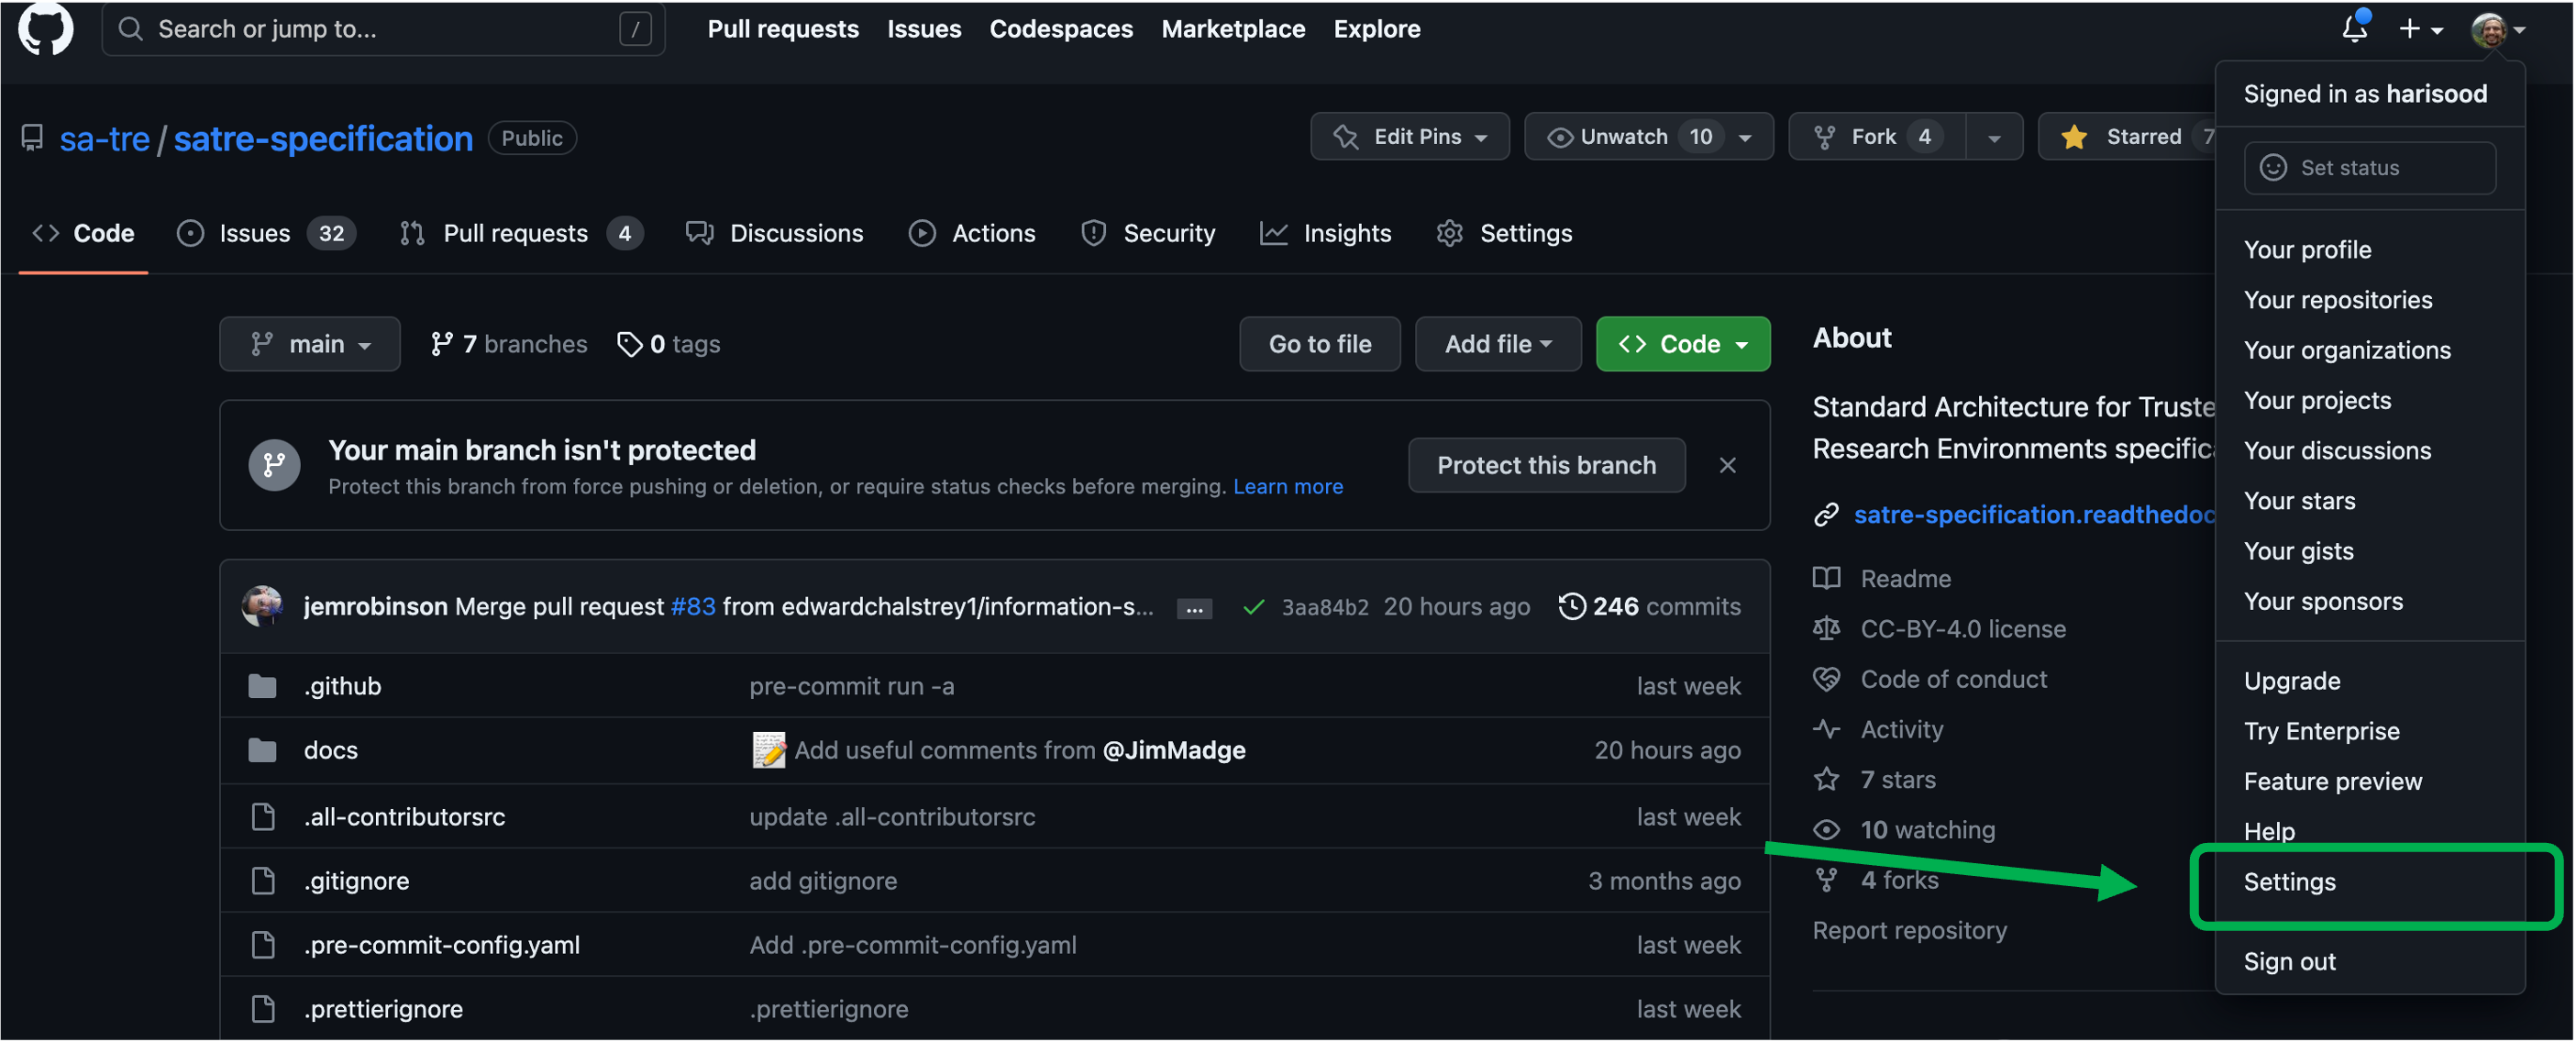 Search or jump to... / Pull requests Issues Codespaces Marketplace Explore
Signed in as harisood
sa-tre / satre-specification Public
Edit Pins Unwatch 10 Fork 4 Starred 7
Set status
Code Issues 32 Pull requests 4 Discussions Actions Security Insights Settings
main 7 branches 0 tags Go to file Add file Code
Your main branch isn't protected
Protect this branch from force pushing or deletion, or require status checks before merging. Learn more
Protect this branch
jemrobinson Merge pull request #83 from edwardchalstrey1/information-s... ... 3aa84b2 20 hours ago 246 commits
.github pre-commit run -a last week
docs Add useful comments from @JimMadge 20 hours ago
.all-contributorsrc update .all-contributorsrc last week
.gitignore add gitignore 3 months ago
.pre-commit-config.yaml Add .pre-commit-config.yaml last week
.prettierignore .prettierignore last week
About
Standard Architecture for Truste
Research Environments specific
satre-specification.readthedoc
Readme
CC-BY-4.0 license
Code of conduct
Activity
7 stars
10 watching
4 forks
Report repository
Your profile
Your repositories
Your organizations
Your projects
Your discussions
Your stars
Your gists
Your sponsors
Upgrade
Try Enterprise
Feature preview
Help
Settings
Sign out